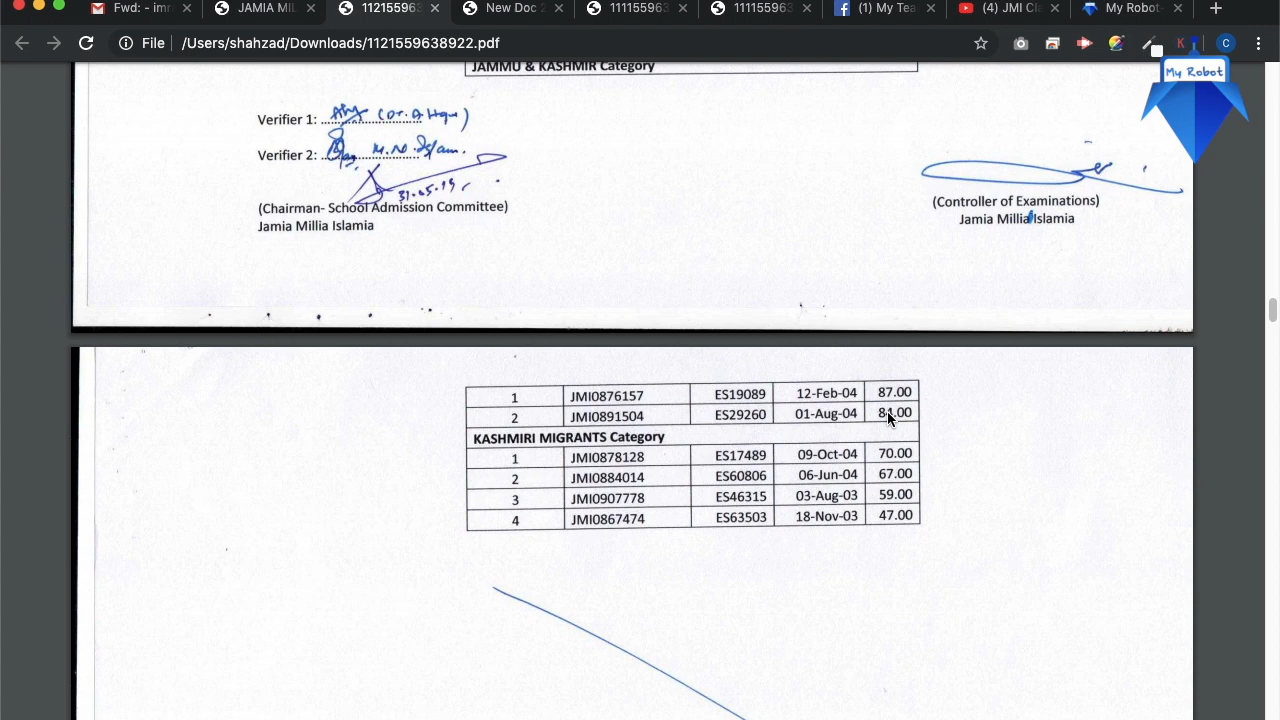 Fwd: - imr
JAMIA MIL
112155963
New Doc 2
111155963
111155963
(1) My Tea
(4) JMI Cl
My Robot-
File /Users/shahzad/Downloads/1121559638922.pdf
K C
My Robot
JAMMU & KASHMIR Category
Verifier 1:
Verifier 2:
31.05.19
(Chairman- School Admission Committee)
Jamia Millia Islamia
(Controller of Examinations)
Jamia Millia Islamia
1 JMI0876157 ES19089 12-Feb-04 87.00
2 JMI0891504 ES29260 01-Aug-04 .00
KASHMIRI MIGRANTS Category
1 JMI0878128 ES17489 09-Oct-04 70.00
2 JMI0884014 ES60806 06-Jun-04 67.00
3 JMI0907778 ES46315 03-Aug-03 59.00
4 JMI0867474 ES63503 18-Nov-03 47.00